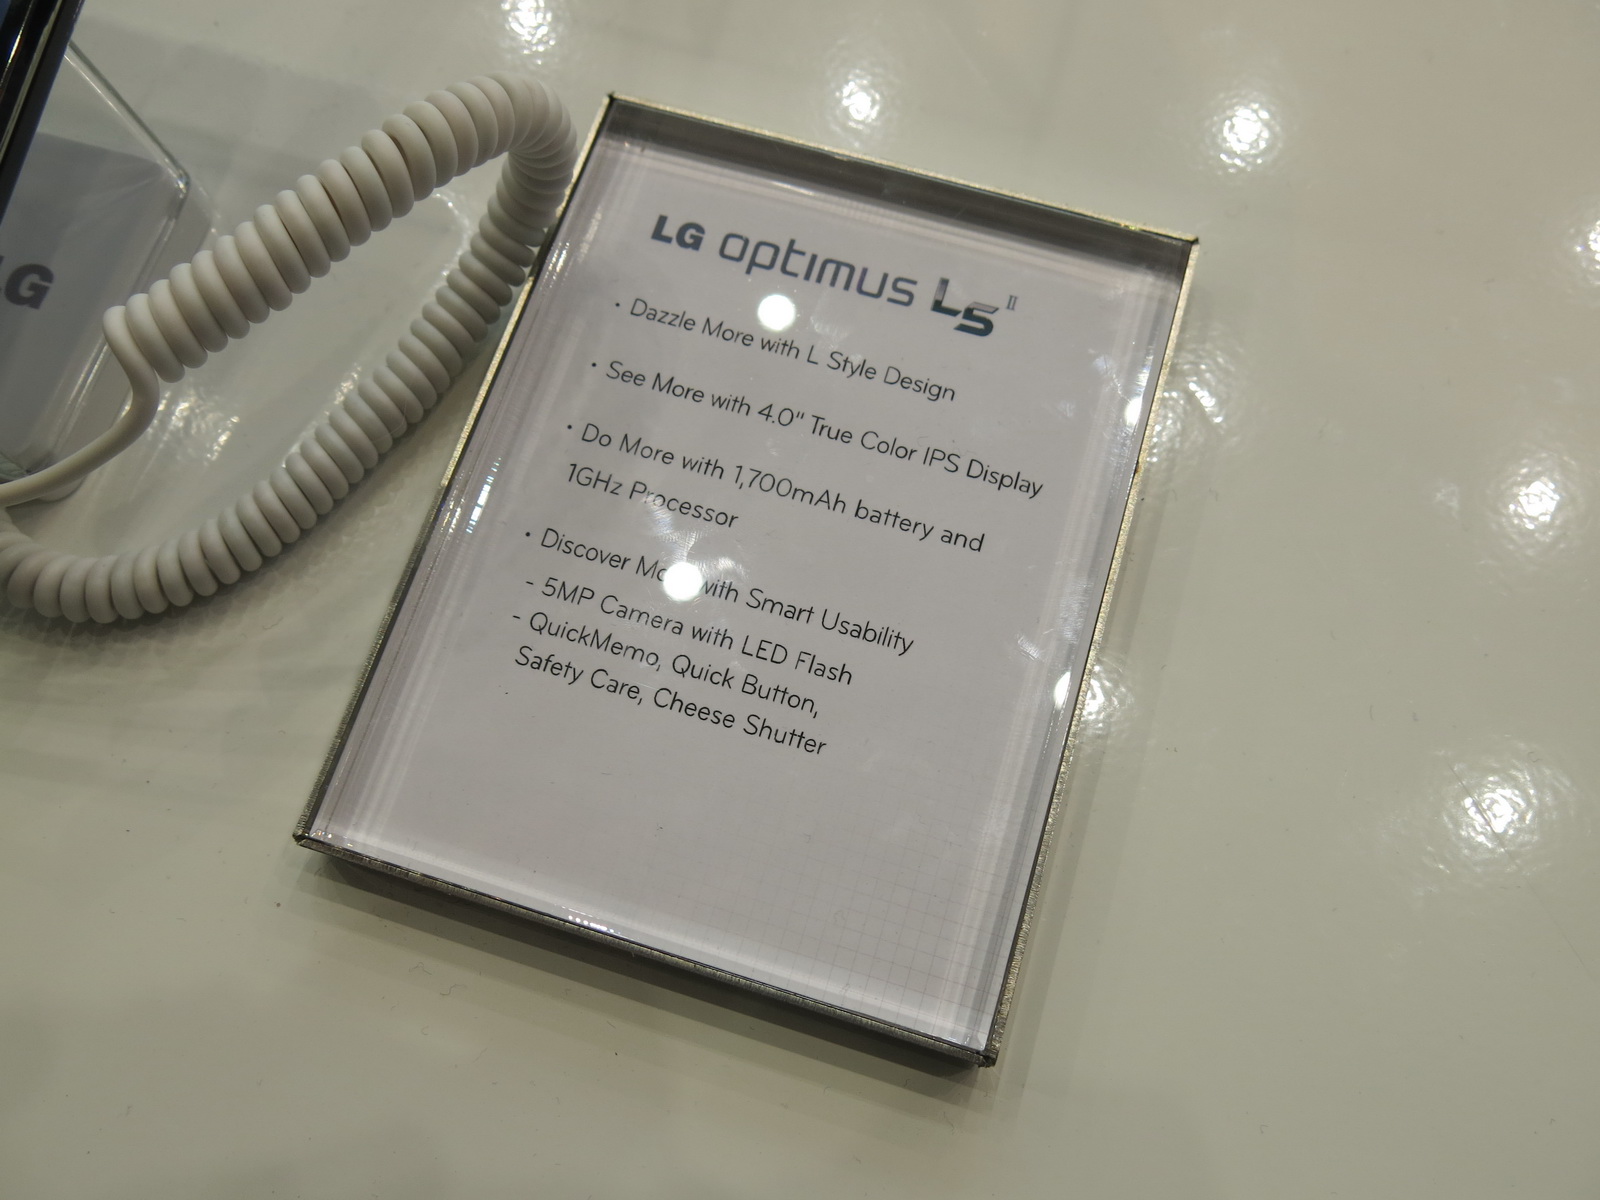 LG
LG optimus L5 II
• Dazzle More with L Style Design
• See More with 4.0" True Color IPS Display
• Do More with 1,700mAh battery and
1GHz Processor
• Discover Mo with Smart Usability
- 5MP Camera with LED Flash
- QuickMemo, Quick Button,
Safety Care, Cheese Shutter